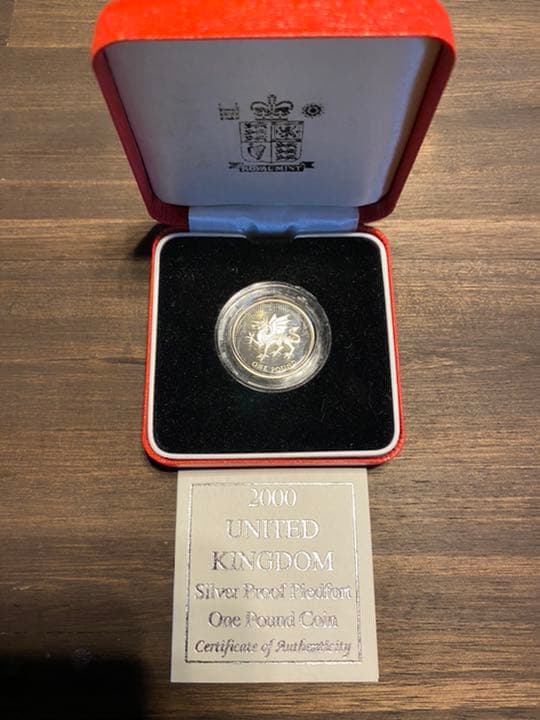 ROYAL MINT
ONE POUND
2000
UNITED
KINGDOM
Silver Proof Piedfort
One Pound Coin
Certificate of Authenticity